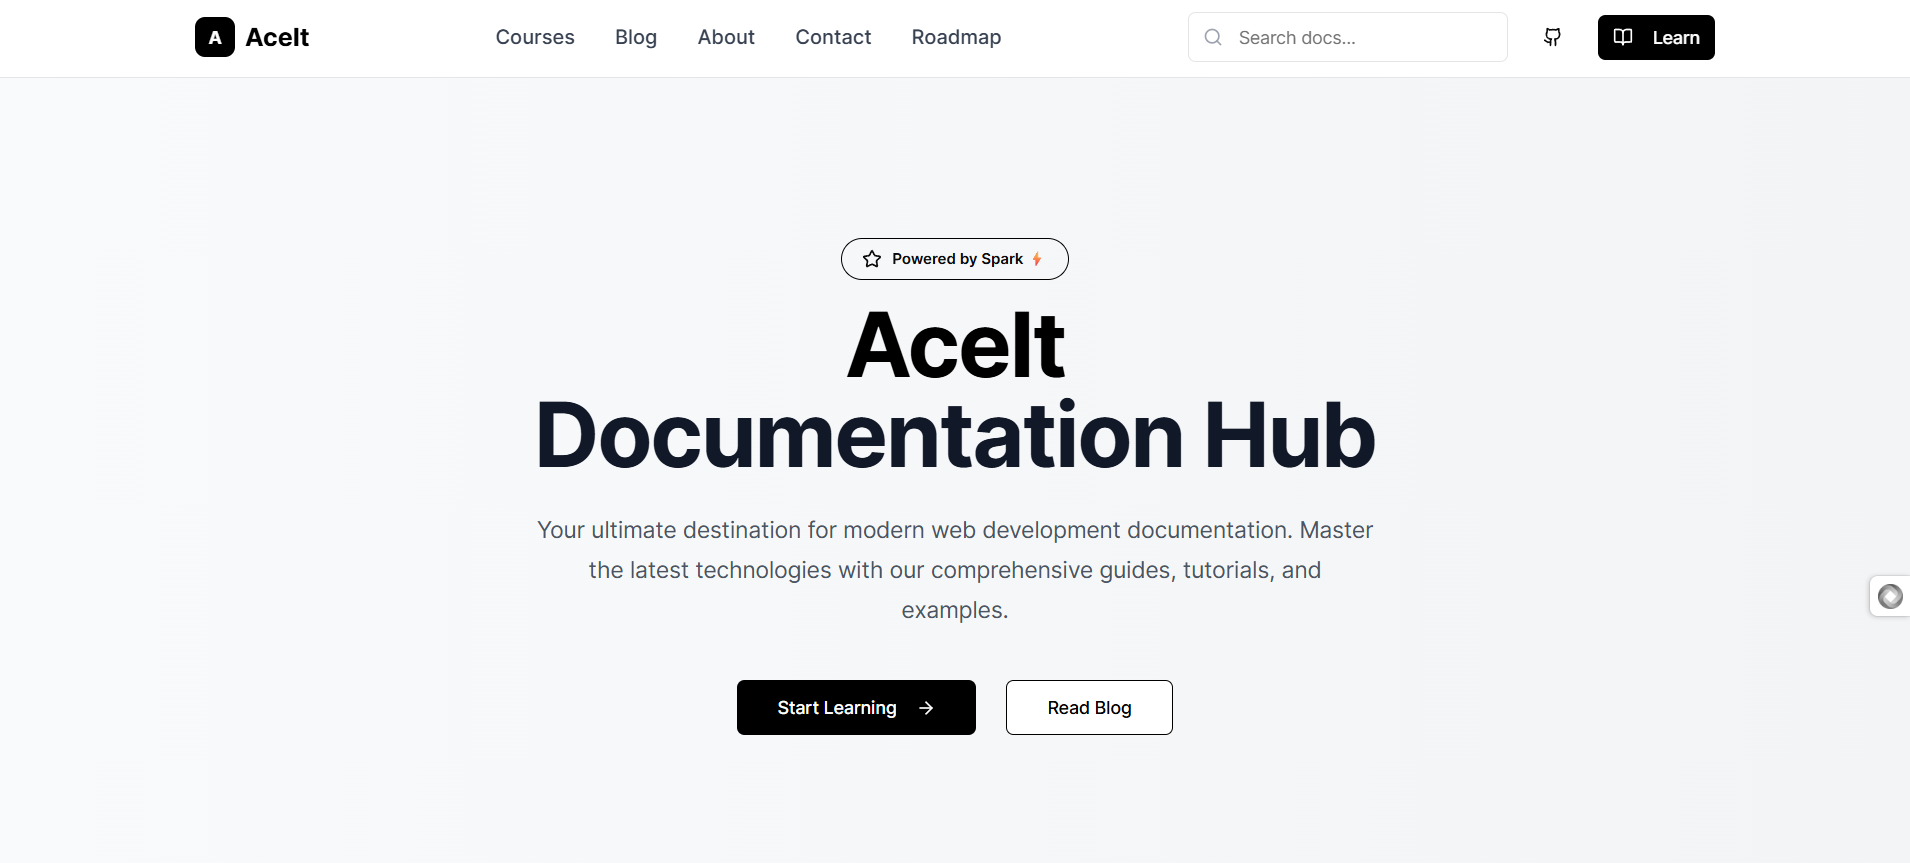 A AceIt
Courses Blog About Contact Roadmap
Search docs...
Learn
Powered by Spark⚡
AceIt
Documentation Hub
Your ultimate destination for modern web development documentation. Master
the latest technologies with our comprehensive guides, tutorials, and
examples.
Start Learning →
Read Blog